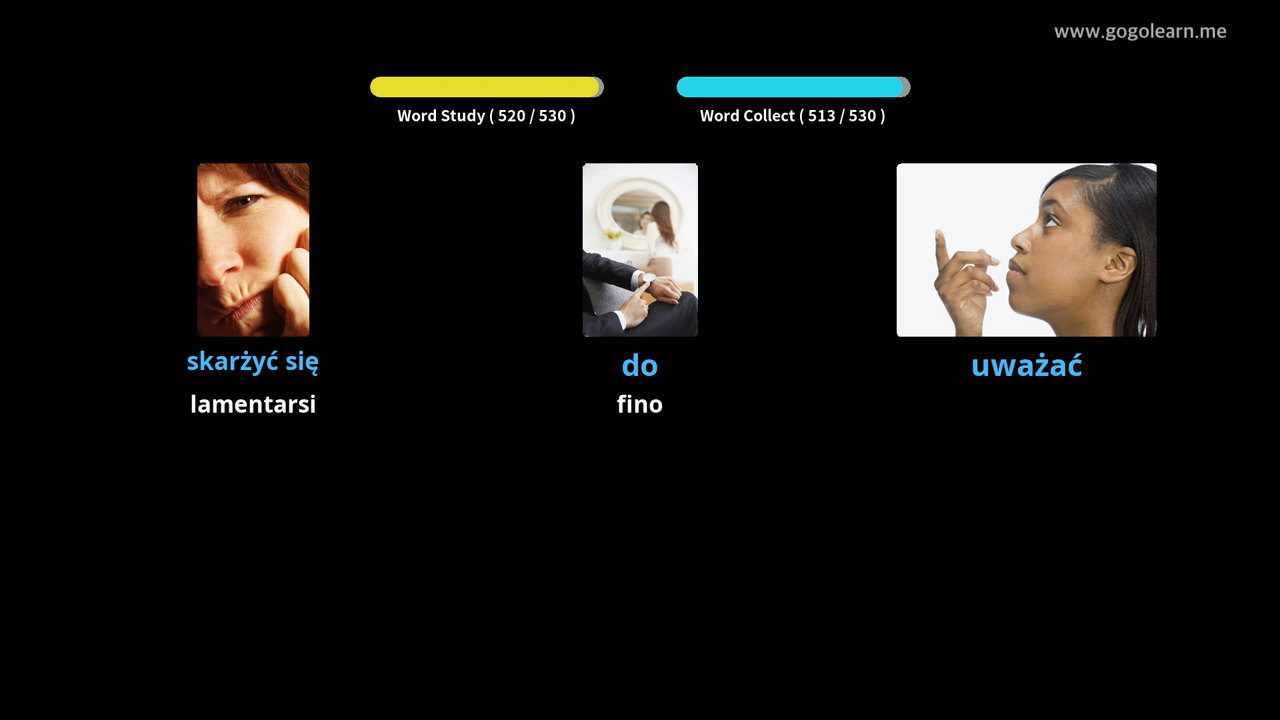 www.gogolearn.me
Word Study ( 520 / 530 )
Word Collect ( 513 / 530 )
skarżyć się
lamentarsi
do
fino
uważać